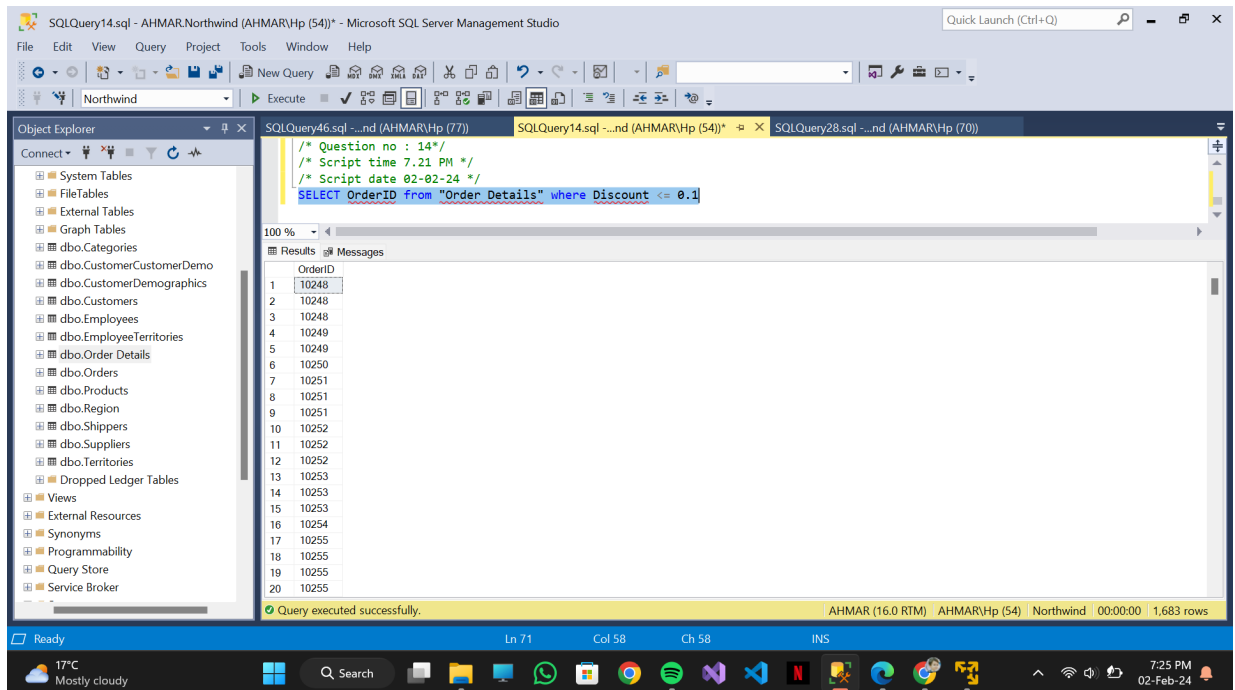 SQLQuery14.sql - AHMAR.Northwind (AHMAR\Hp (54))* - Microsoft SQL Server Management Studio
Quick Launch (Ctrl+Q)
File Edit View Query Project Tools Window Help
New Query MDX DMX XMLA DAX
Northwind Execute
Object Explorer
SQLQuery46.sql -...nd (AHMAR\Hp (77)) SQLQuery14.sql -...nd (AHMAR\Hp (54))* SQLQuery28.sql -...nd (AHMAR\Hp (70))
Connect
System Tables
FileTables
External Tables
Graph Tables
dbo.Categories
dbo.CustomerCustomerDemo
dbo.CustomerDemographics
dbo.Customers
dbo.Employees
dbo.EmployeeTerritories
dbo.Order Details
dbo.Orders
dbo.Products
dbo.Region
dbo.Shippers
dbo.Suppliers
dbo.Territories
Dropped Ledger Tables
Views
External Resources
Synonyms
Programmability
Query Store
Service Broker
/* Question no : 14*/
/* Script time 7.21 PM */
/* Script date 02-02-24 */
SELECT OrderID from "Order Details" where Discount <= 0.1
100 %
Results Messages
OrderID
1 10248
2 10248
3 10248
4 10249
5 10249
6 10250
7 10251
8 10251
9 10251
10 10252
11 10252
12 10252
13 10253
14 10253
15 10253
16 10254
17 10255
18 10255
19 10255
20 10255
Query executed successfully. AHMAR (16.0 RTM) AHMAR\Hp (54) Northwind 00:00:00 1,683 rows
Ready Ln 71 Col 58 Ch 58 INS
17°C
Mostly cloudy
Search
N
7:25 PM
02-Feb-24